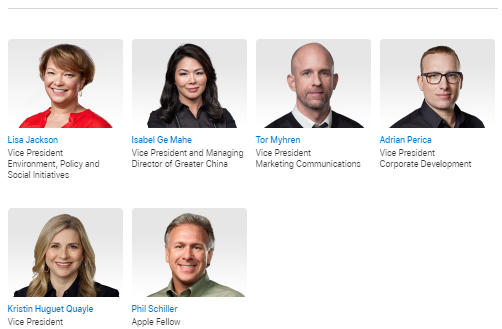 Lisa Jackson
Vice President
Environment, Policy and
Social Initiatives
Isabel Ge Mahe
Vice President and Managing
Director of Greater China
Tor Myhren
Vice President
Marketing Communications
Adrian Perica
Vice President
Corporate Development
Kristin Huguet Quayle
Vice President
Phil Schiller
Apple Fellow